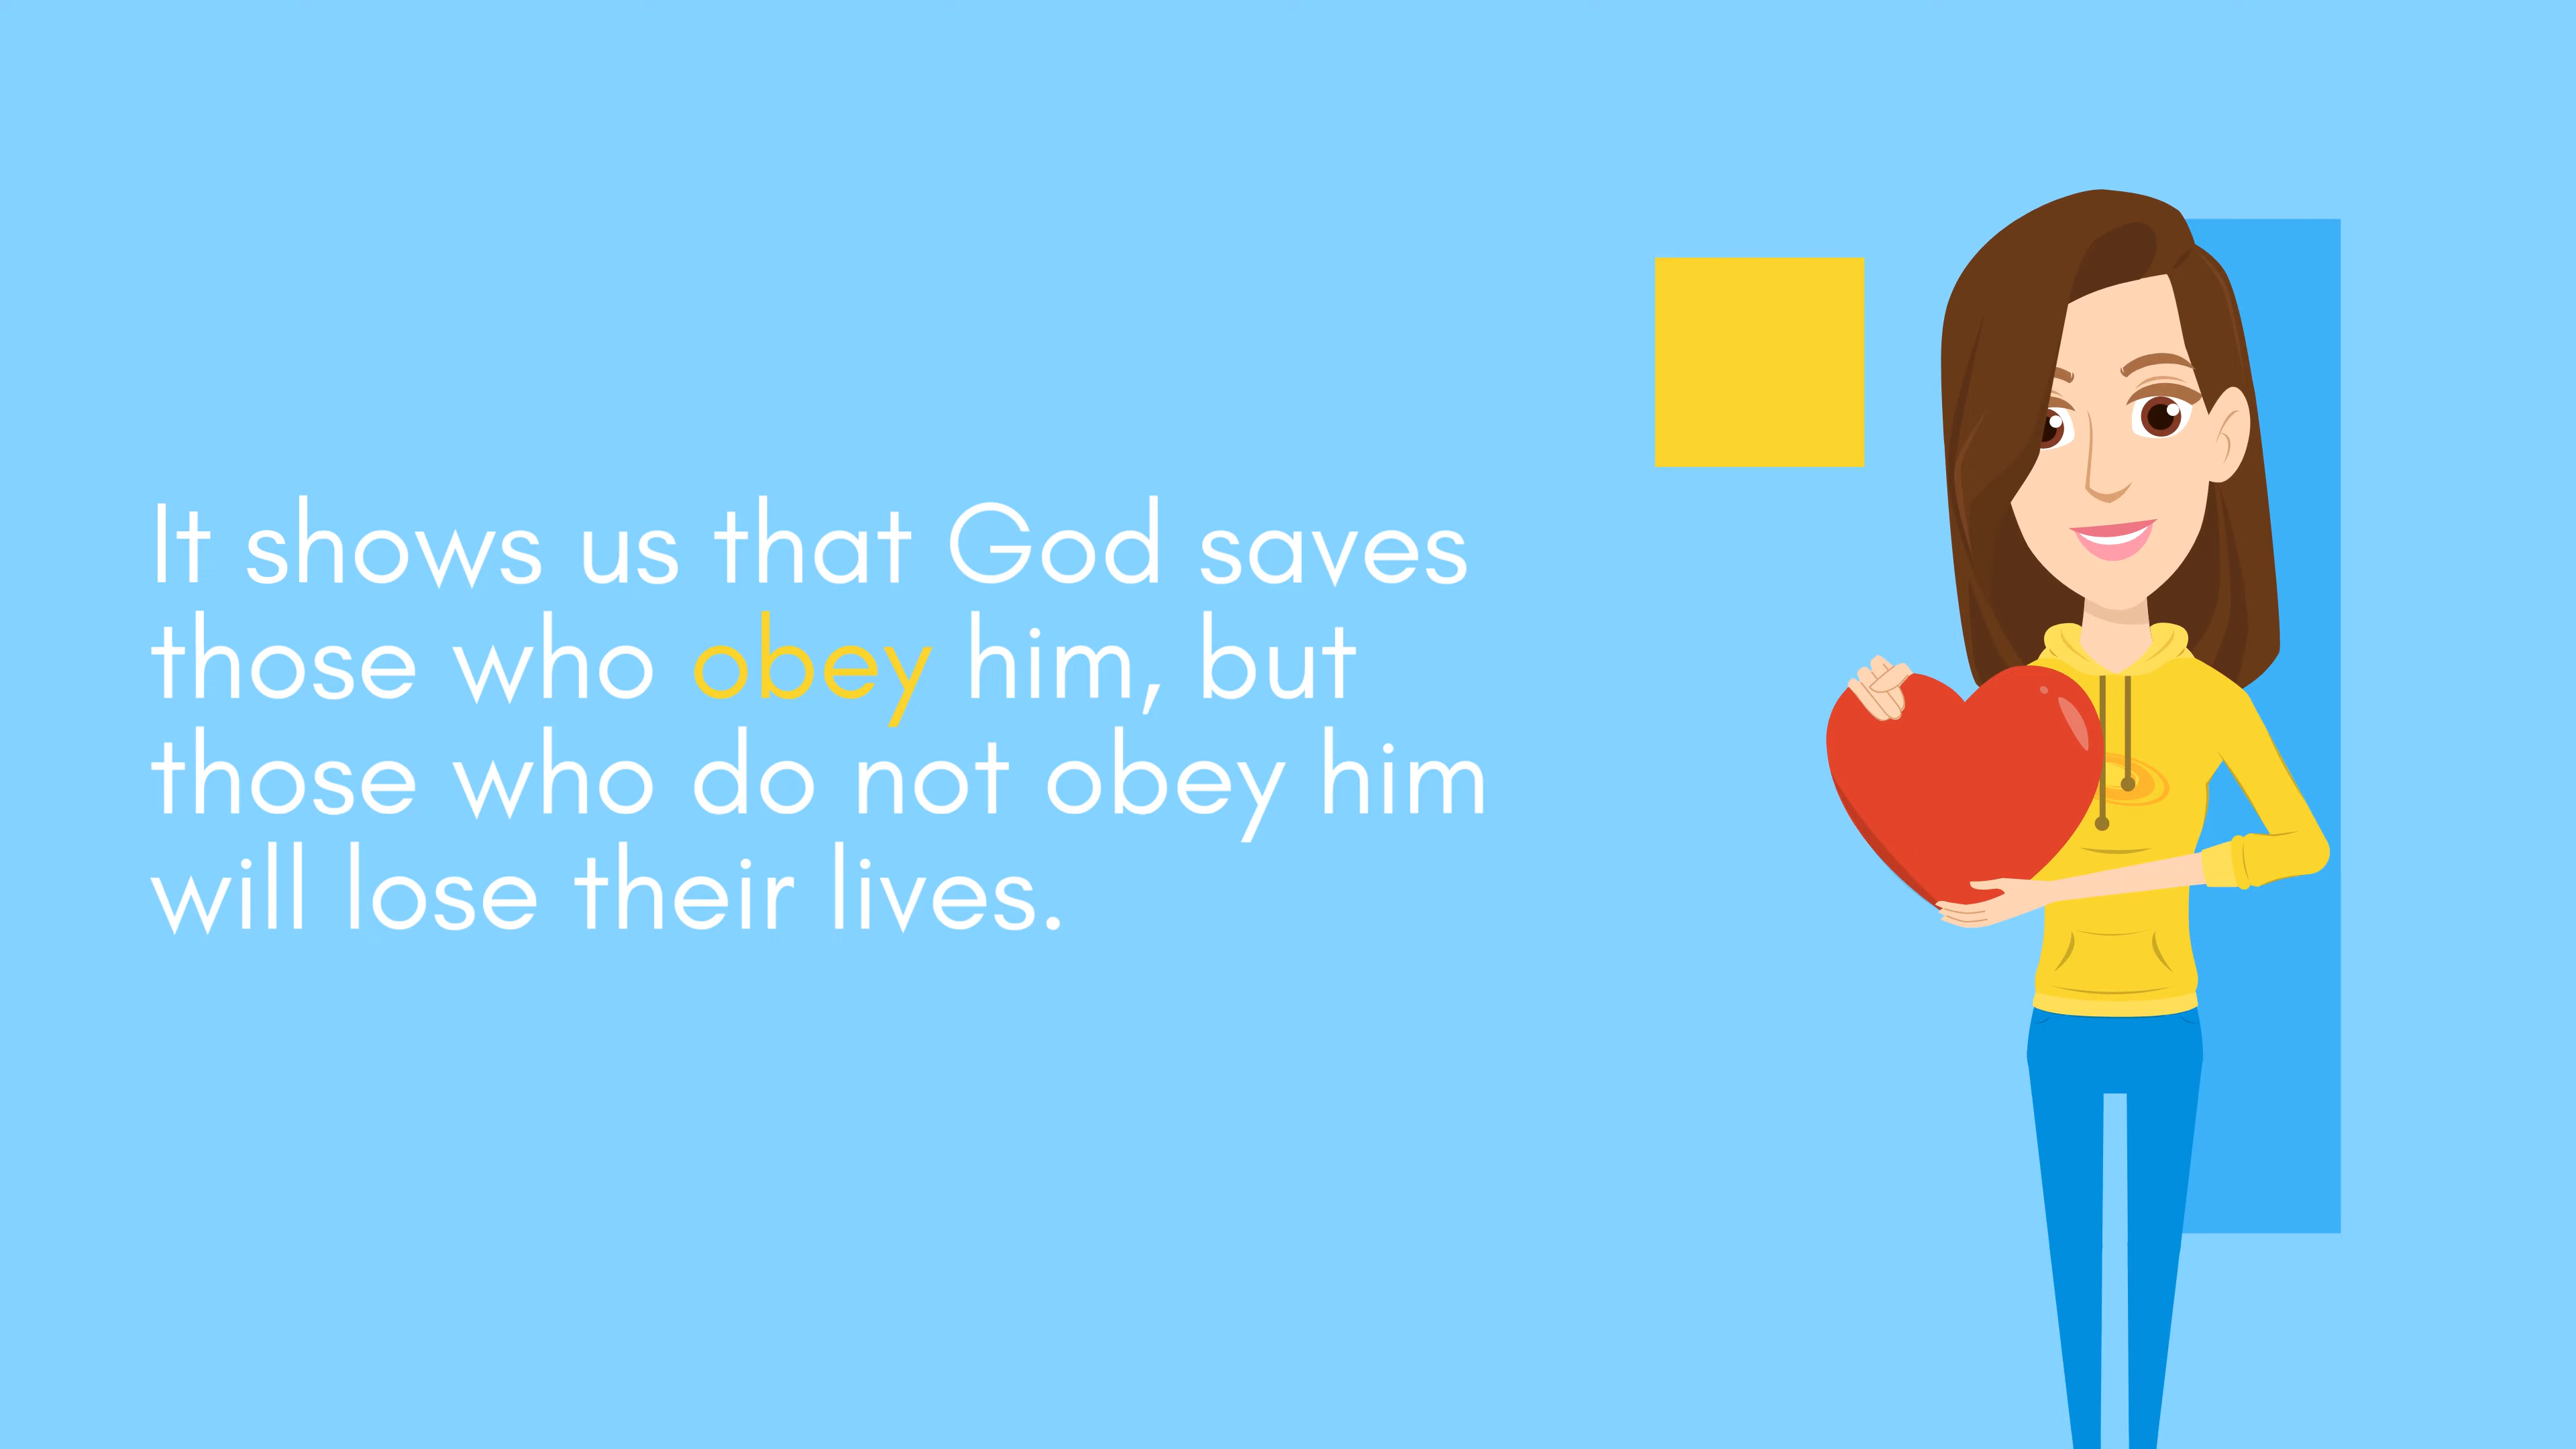 It shows us that God saves
those who obey him, but
those who do not obey him
will lose their lives.